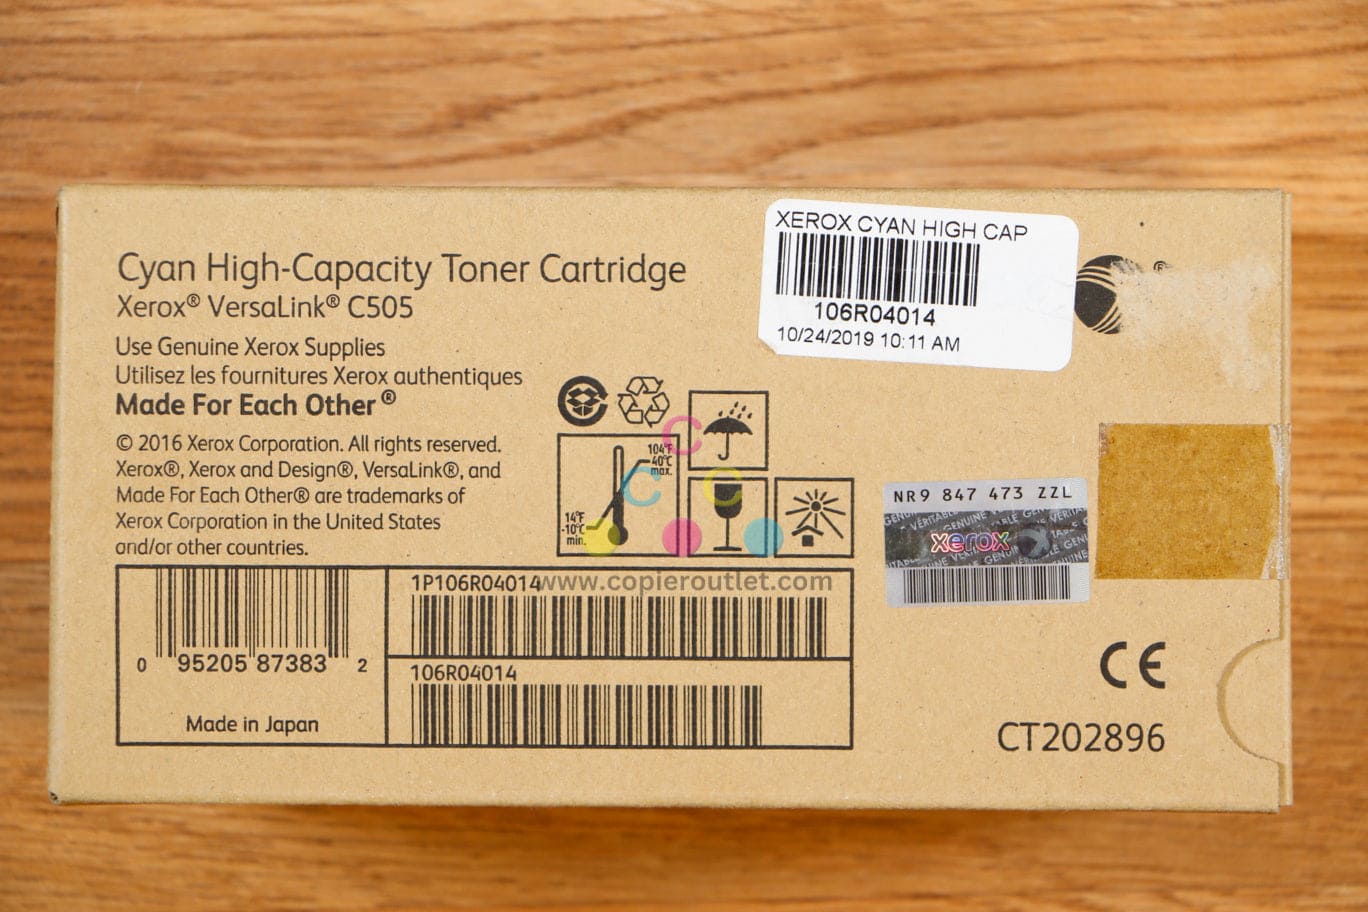 XEROX CYAN HIGH CAP
106R04014
10/24/2019 10:11 AM
Cyan High-Capacity Toner Cartridge
Xerox® VersaLink® C505
Use Genuine Xerox Supplies
Utilisez les fournitures Xerox authentiques
Made For Each Other®
© 2016 Xerox Corporation. All rights reserved.
Xerox®, Xerox and Design®, VersaLink®, and
Made For Each Other® are trademarks of
Xerox Corporation in the United States
and/or other countries.
104°F
40°C
max.
14°F
-10°C
min.
C
C C
®
NR9 847 473 ZZL
GENUINE VERITABLE GENUINE
xerox
1P106R04014
www.copieroutlet.com
106R04014
0 95205 87383 2
Made in Japan
CE
CT202896